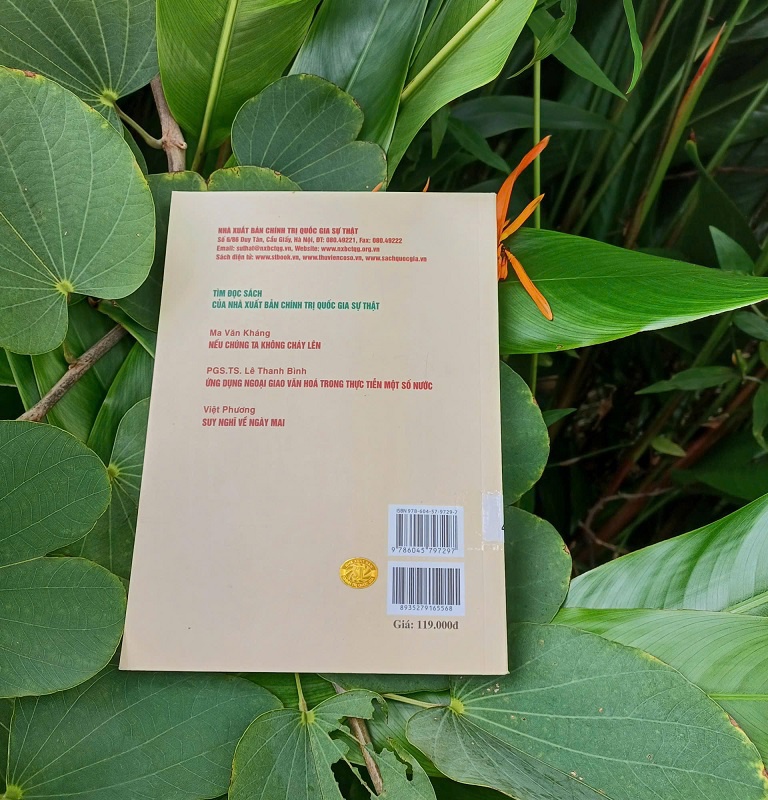 NHÀ XUẤT BẢN CHÍNH TRỊ QUỐC GIA SỰ THẬT
Số 6/86 Duy Tân, Cầu Giấy, Hà Nội, ĐT: 080.49221, Fax: 080.49222
Email: suthat@nxbctqg.vn, Website: www.nxbctqg.vn
Sách điện tử: www.stbook.vn, www.thuviencoso.vn, www.sachquocgia.vn
TÌM ĐỌC SÁCH
CỦA NHÀ XUẤT BẢN CHÍNH TRỊ QUỐC GIA SỰ THẬT
Ma Văn Kháng
NẾU CHÚNG TA KHÔNG CHÁY LÊN
PGS.TS. Lê Thanh Bình
ỨNG DỤNG NGOẠI GIAO VĂN HOÁ TRONG THỰC TIỄN MỘT SỐ NƯỚC
Việt Phương
SUY NGHĨ VỀ NGÀY MAI
ISBN 978-604-57-9729-7
9 786045 797297
8935279165568
Giá: 119.000đ